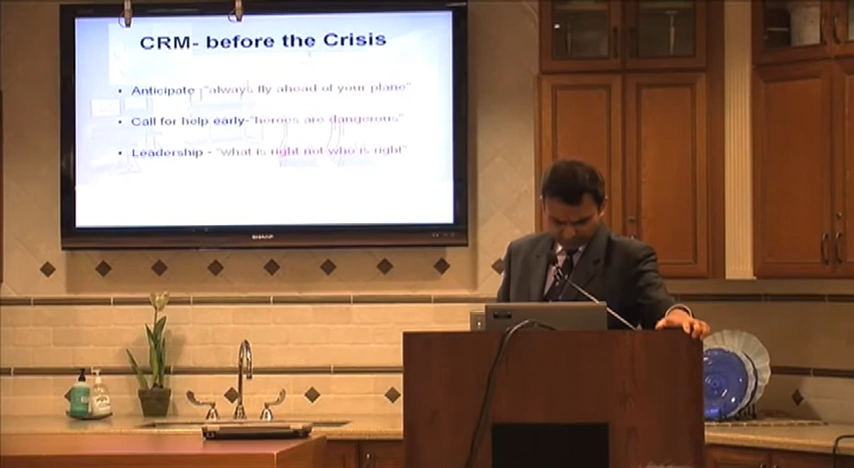 CRM- before the Crisis
• Anticipate -"always fly ahead of your plane"
• Call for help early-"heroes are dangerous"
• Leadership - "what is right not who is right"
SHARP